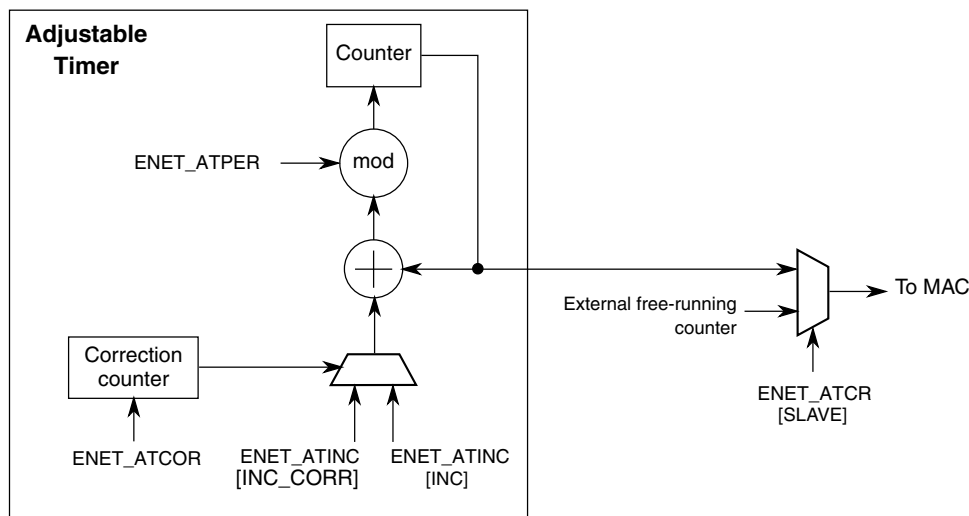 Adjustable
Timer
Counter
ENET_ATPER
mod
External free-running
counter
To MAC
Correction
counter
ENET_ATCR
[SLAVE]
ENET_ATCOR
ENET_ATINC
[INC_CORR]
ENET_ATINC
[INC]